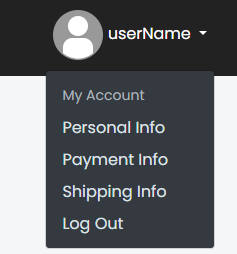 userName
My Account
Personal Info
Payment Info
Shipping Info
Log Out